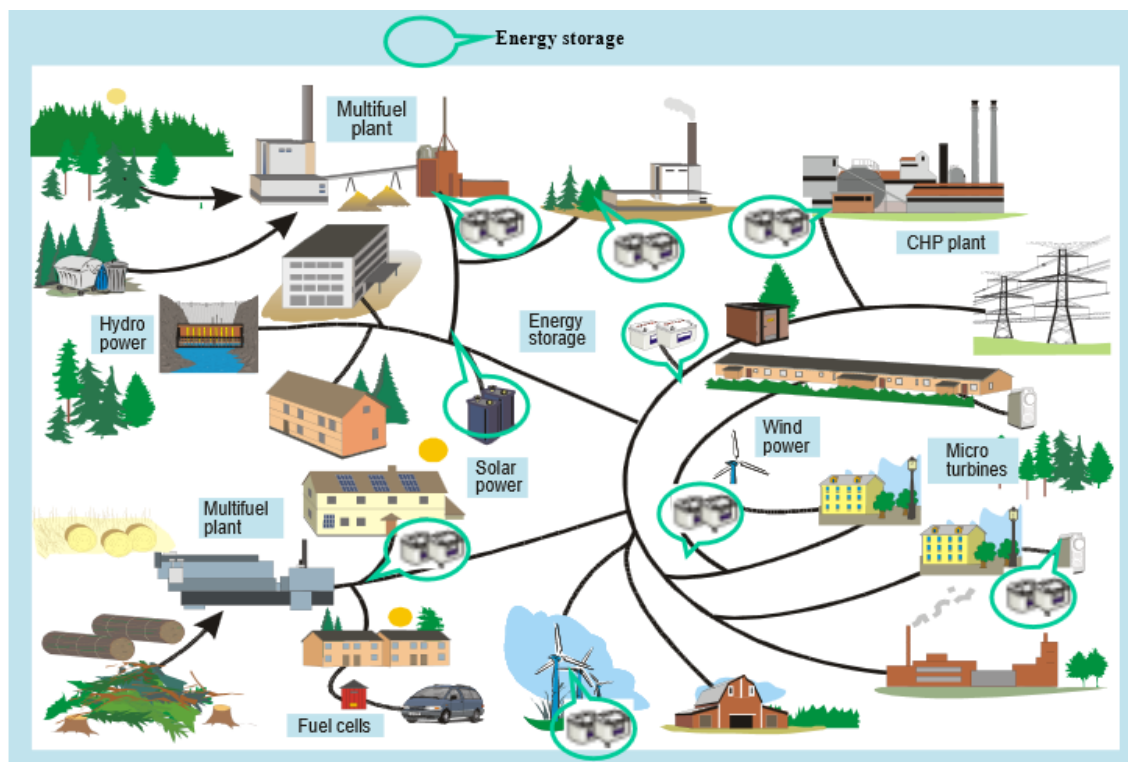 Energy storage
Multifuel
plant
CHP plant
Hydro
power
Energy
storage
Wind
power
Micro
turbines
Solar
power
Multifuel
plant
Fuel cells